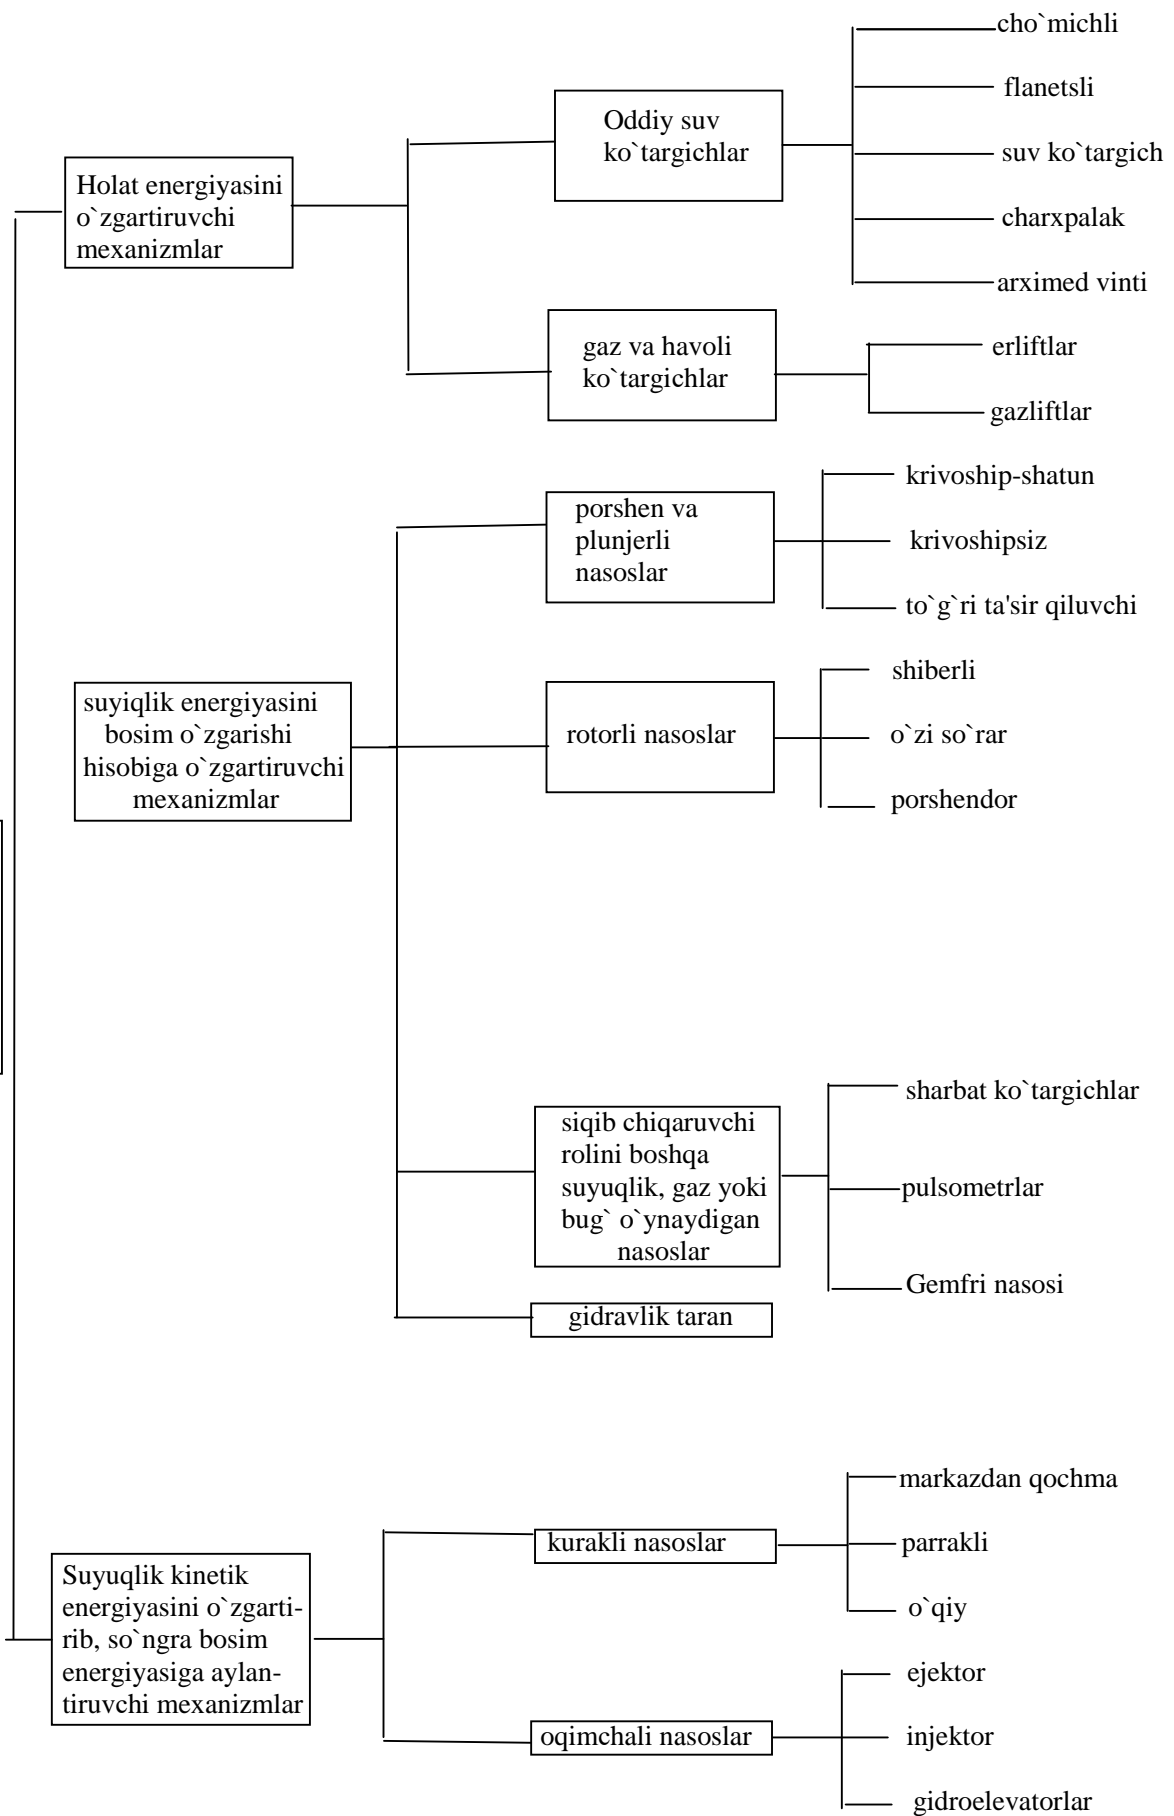 cho`michli
flanetsli
Oddiy suv
ko`targichlar
suv ko`targich
Holat energiyasini
o`zgartiruvchi
mexanizmlar
charxpalak
arximed vinti
gaz va havoli
ko`targichlar
erliftlar
gazliftlar
krivoship-shatun
porshen va
plunjerli
nasoslar
krivoshipsiz
to`g`ri ta'sir qiluvchi
shiberli
suyiqlik energiyasini
bosim o`zgarishi
hisobiga o`zgartiruvchi
mexanizmlar
rotorli nasoslar
o`zi so`rar
porshendor
sharbat ko`targichlar
siqib chiqaruvchi
rolini boshqa
suyuqlik, gaz yoki
bug` o`ynaydigan
nasoslar
pulsometrlar
Gemfri nasosi
gidravlik taran
markazdan qochma
kurakli nasoslar
parrakli
o`qiy
Suyuqlik kinetik
energiyasini o`zgarti-
rib, so`ngra bosim
energiyasiga aylan-
tiruvchi mexanizmlar
ejektor
oqimchali nasoslar
injektor
gidroelevatorlar